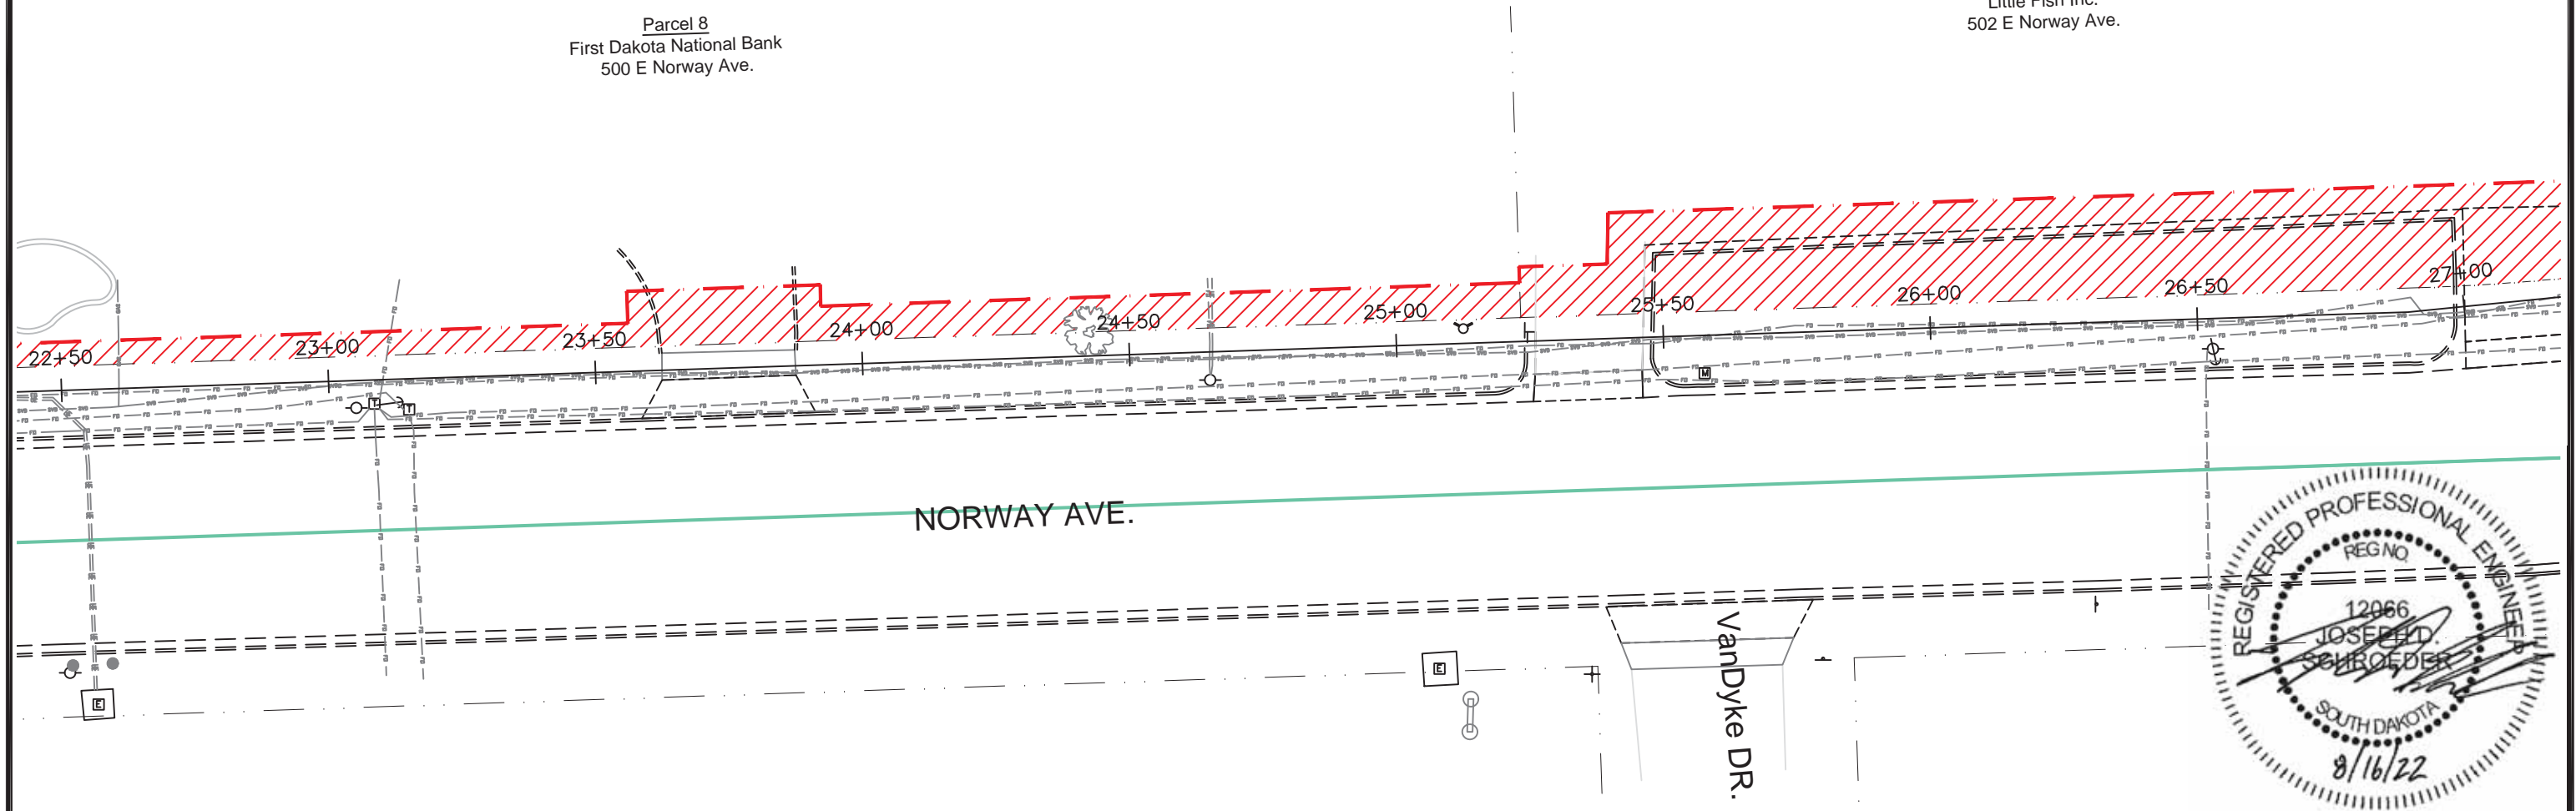 Parcel 8
First Dakota National Bank
500 E Norway Ave.
Little Fish Inc.
502 E Norway Ave.
22+50
23+00
23+50
24+00
24+50
25+00
25+50
26+00
26+50
27+00
T
T
M
NORWAY AVE.
E
E
VanDyke DR.
REGISTERED PROFESSIONAL ENGINEER
REG NO.
12066
JOSEPH D.
SCHROEDER
SOUTH DAKOTA
8/16/22